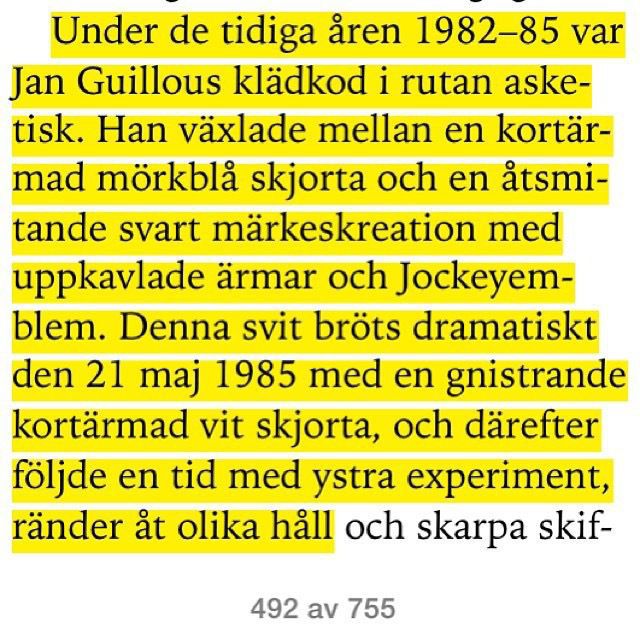 Under de tidiga åren 1982–85 var
Jan Guillous klädkod i rutan aske-
tisk. Han växlade mellan en kortär-
mad mörkblå skjorta och en åtsmi-
tande svart märkeskreation med
uppkavlade ärmar och Jockeyem-
blem. Denna svit bröts dramatiskt
den 21 maj 1985 med en gnistrande
kortärmad vit skjorta, och därefter
följde en tid med ystra experiment,
ränder åt olika håll och skarpa skif-
492 av 755